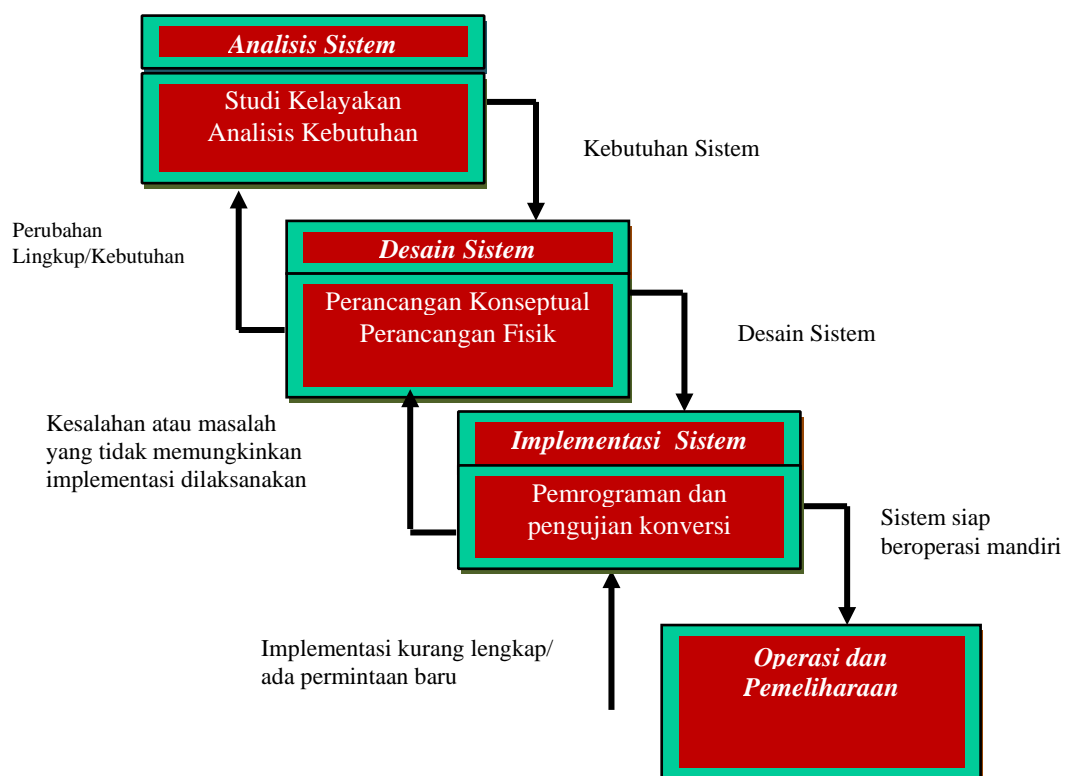 Analisis Sistem
Studi Kelayakan
Analisis Kebutuhan
Kebutuhan Sistem
Perubahan
Lingkup/Kebutuhan
Desain Sistem
Perancangan Konseptual
Perancangan Fisik
Desain Sistem
Kesalahan atau masalah
yang tidak memungkinkan
implementasi dilaksanakan
Implementasi Sistem
Pemrograman dan
pengujian konversi
Sistem siap
beroperasi mandiri
Implementasi kurang lengkap/
ada permintaan baru
Operasi dan
Pemeliharaan